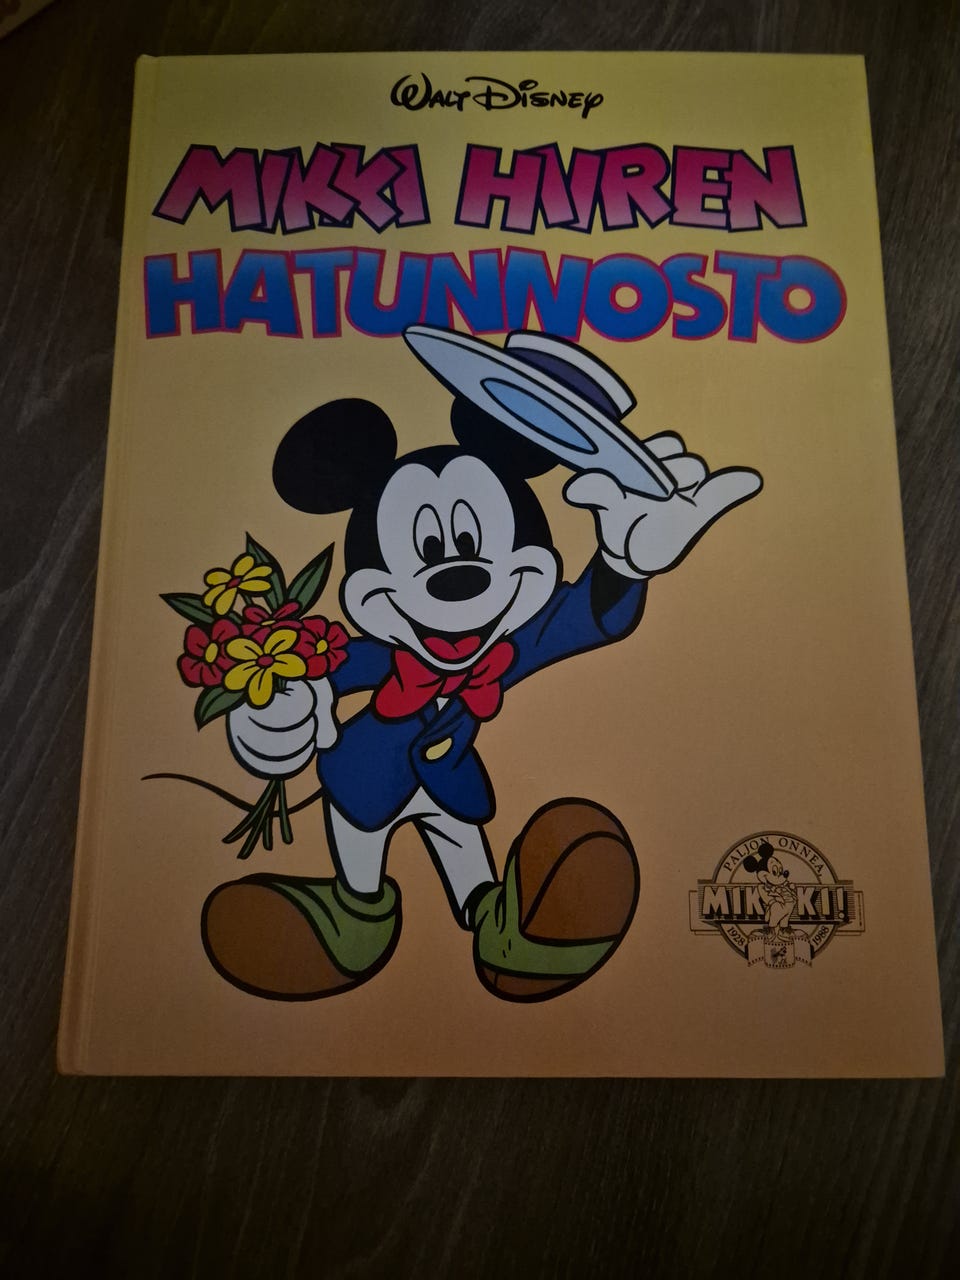 Walt Disney
MIKKI HIIREN
HATUNNOSTO
PALJON ONNEA,
MIKKI!
1928 1988